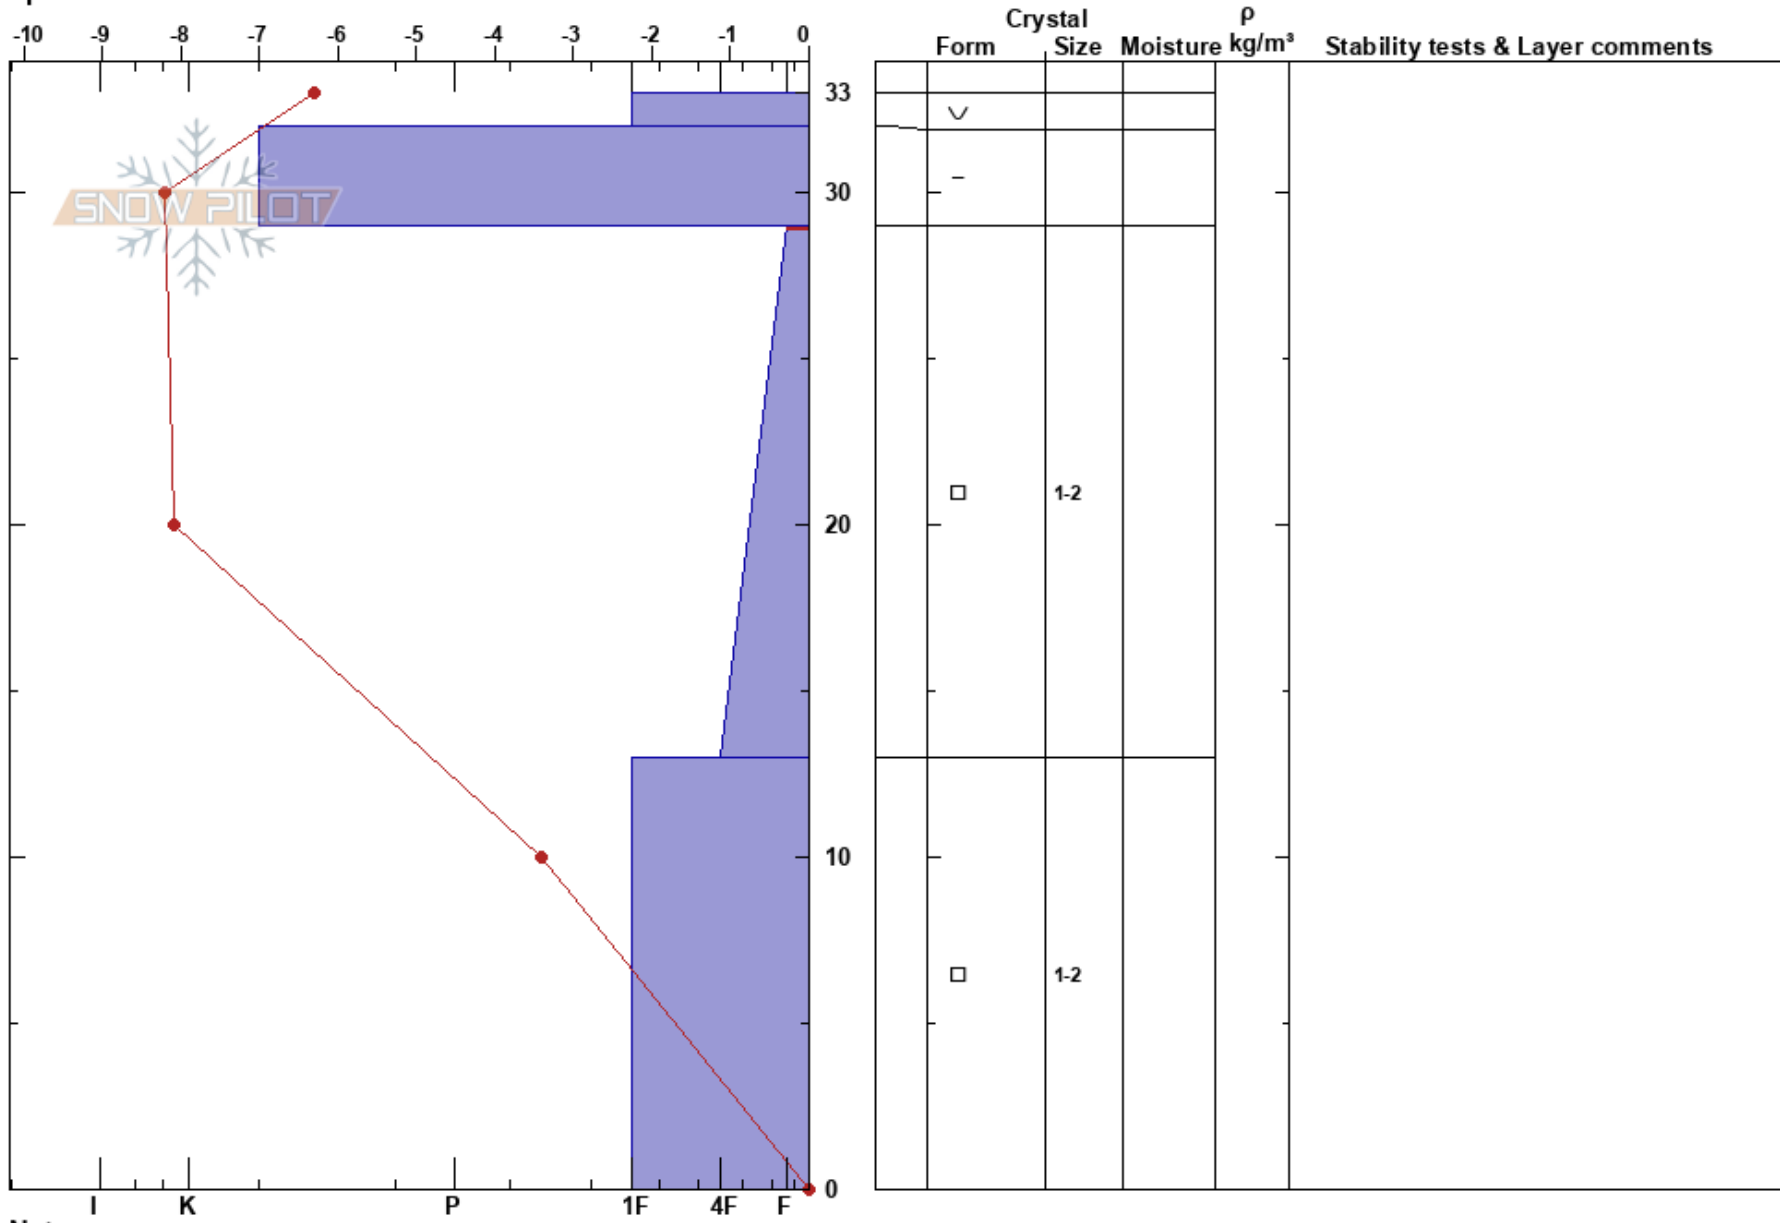 -10 -9 -8 -7 -6 -5 -4 -3 -2 -1 0
Crystal ρ
Form Size Moisture kg/m³ Stability tests & Layer comments
33
30
SNOW PILOT
1-2
20
10
1-2
0
I K P 1F 4F F